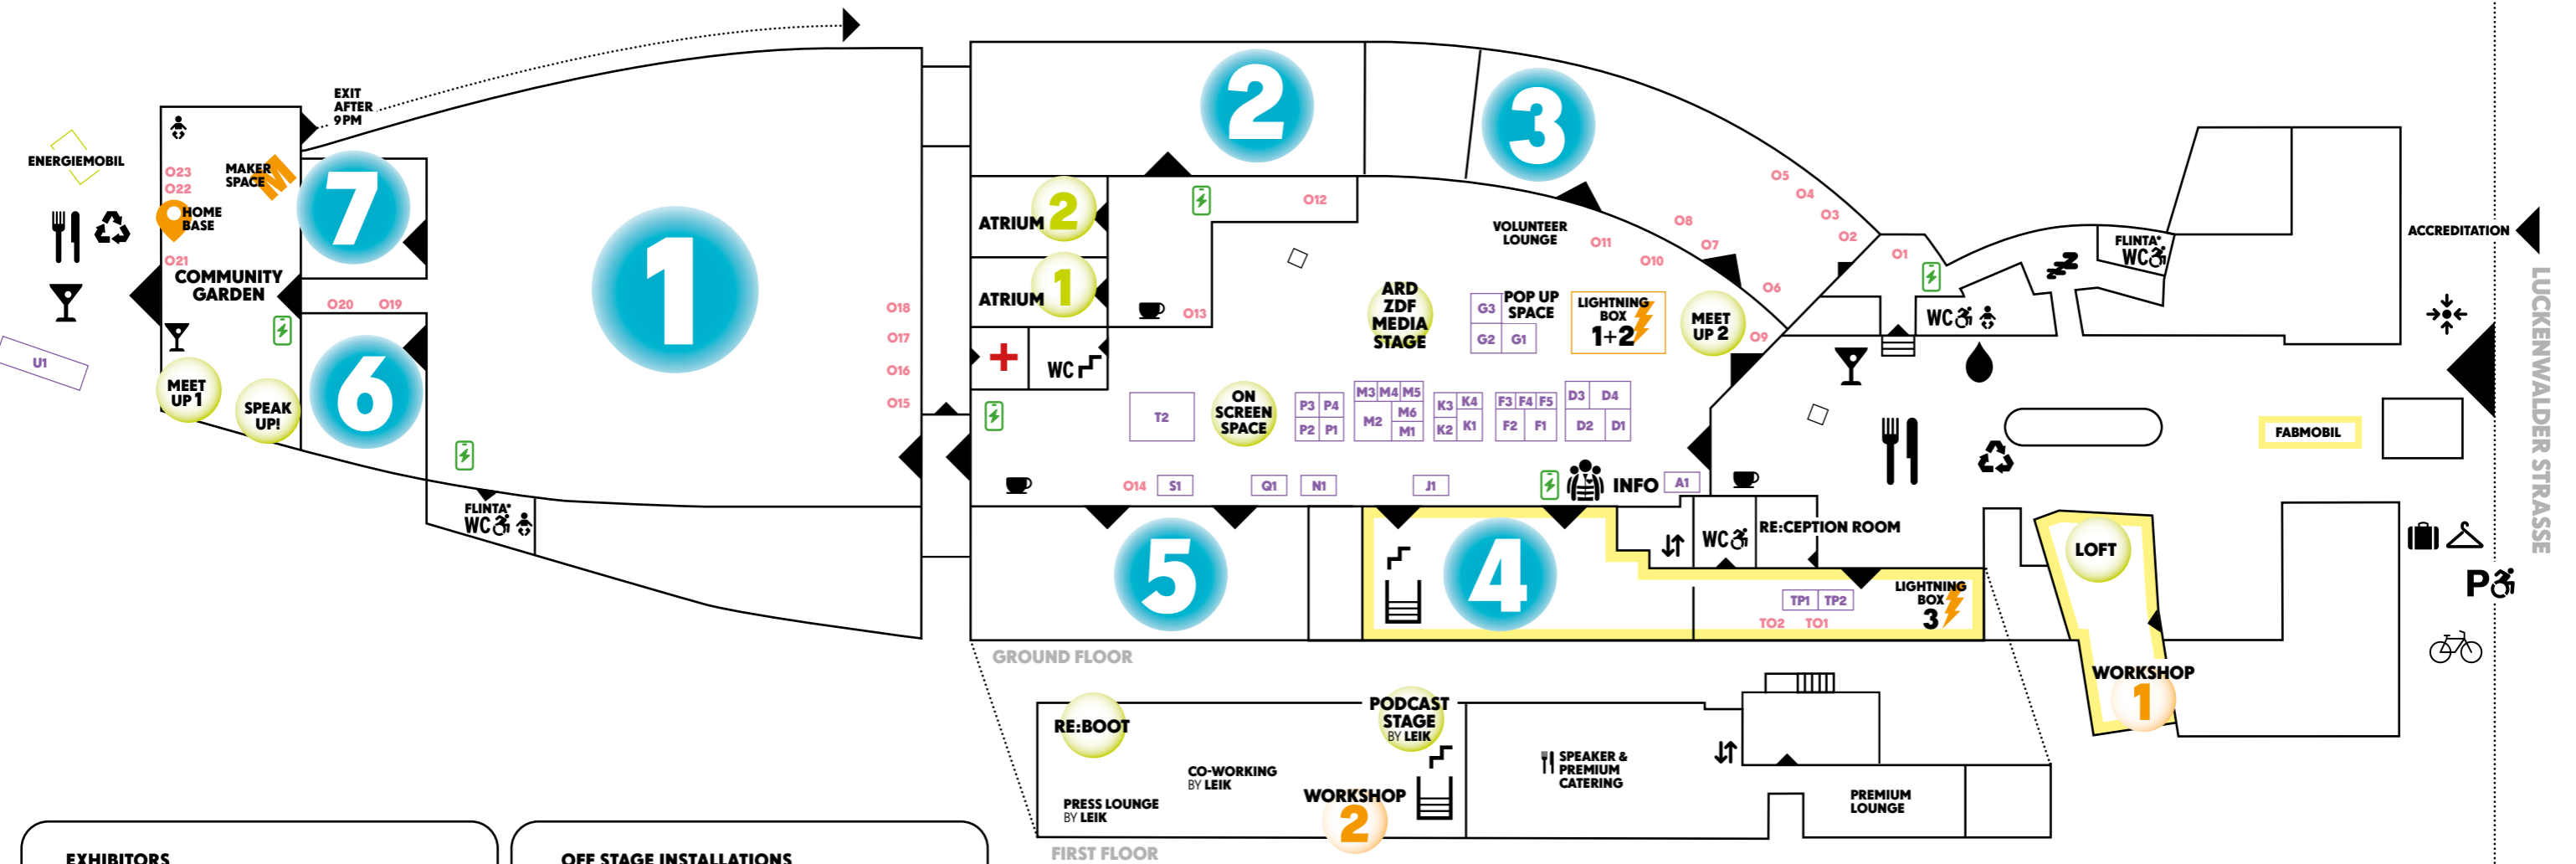 EXIT
AFTER
9PM
ENERGIEMOBIL
O23
O22
MAKER
SPACE
M
HOME
BASE
O21
COMMUNITY
GARDEN
U1
MEET
UP 1
SPEAK
UP!
7
O20 O19
6
FLINTA*
WC
1
O18
O17
O16
O15
2
3
ATRIUM 2
ATRIUM 1
WC
O12
O13
VOLUNTEER
LOUNGE
O11
O10
O8
O7
O5
O4
O3
O2
O6
O9
O1
ARD
ZDF
MEDIA
STAGE
G3
G2 G1
POP UP
SPACE
LIGHTNING
BOX
1+2
MEET
UP 2
T2
ON
SCREEN
SPACE
P3 P4
P2 P1
M3 M4 M5
M2 M6
M1
K3 K4
K2 K1
F3 F4 F5
F2 F1
D3 D4
D2 D1
O14 S1
Q1
N1
J1
INFO
A1
5
4
WC
RE:CEPTION ROOM
TP1 TP2
TO2 TO1
LIGHTNING
BOX
3
WC
FLINTA*
WC
ACCREDITATION
LUCKENWALDER STRASSE
FABMOBIL
LOFT
WORKSHOP
1
P
GROUND FLOOR
RE:BOOT
PODCAST
STAGE
BY LEIK
CO-WORKING
BY LEIK
PRESS LOUNGE
BY LEIK
WORKSHOP
2
SPEAKER &
PREMIUM
CATERING
PREMIUM
LOUNGE
FIRST FLOOR
EXHIBITORS
OFF STAGE INSTALLATIONS